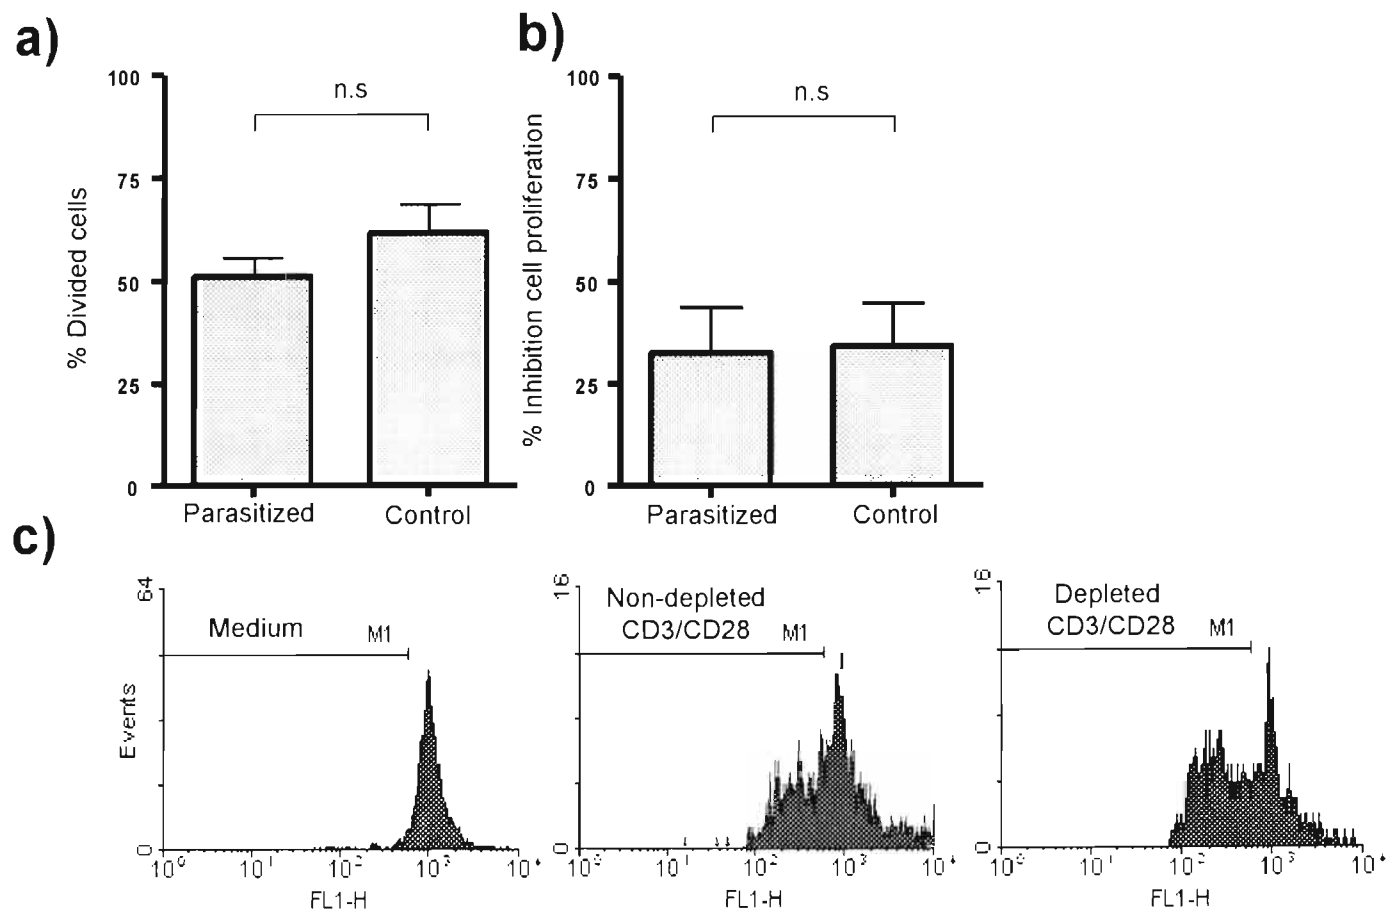 a)
100
75
50
25
0
% Divided cells
n.s
Parasitized
Control
b)
100
75
50
25
0
% Inhibition cell proliferation
n.s
Parasitized
Control
c)
64
0
Events
Medium
M1
10⁰ 10¹ 10² 10³ 10⁴
FL1-H
16
0
Non-depleted
CD3/CD28 M1
10⁰ 10¹ 10² 10³ 10⁴
FL1-H
16
0
Depleted
CD3/CD28 M1
10⁰ 10¹ 10² 10³ 10⁴
FL1-H